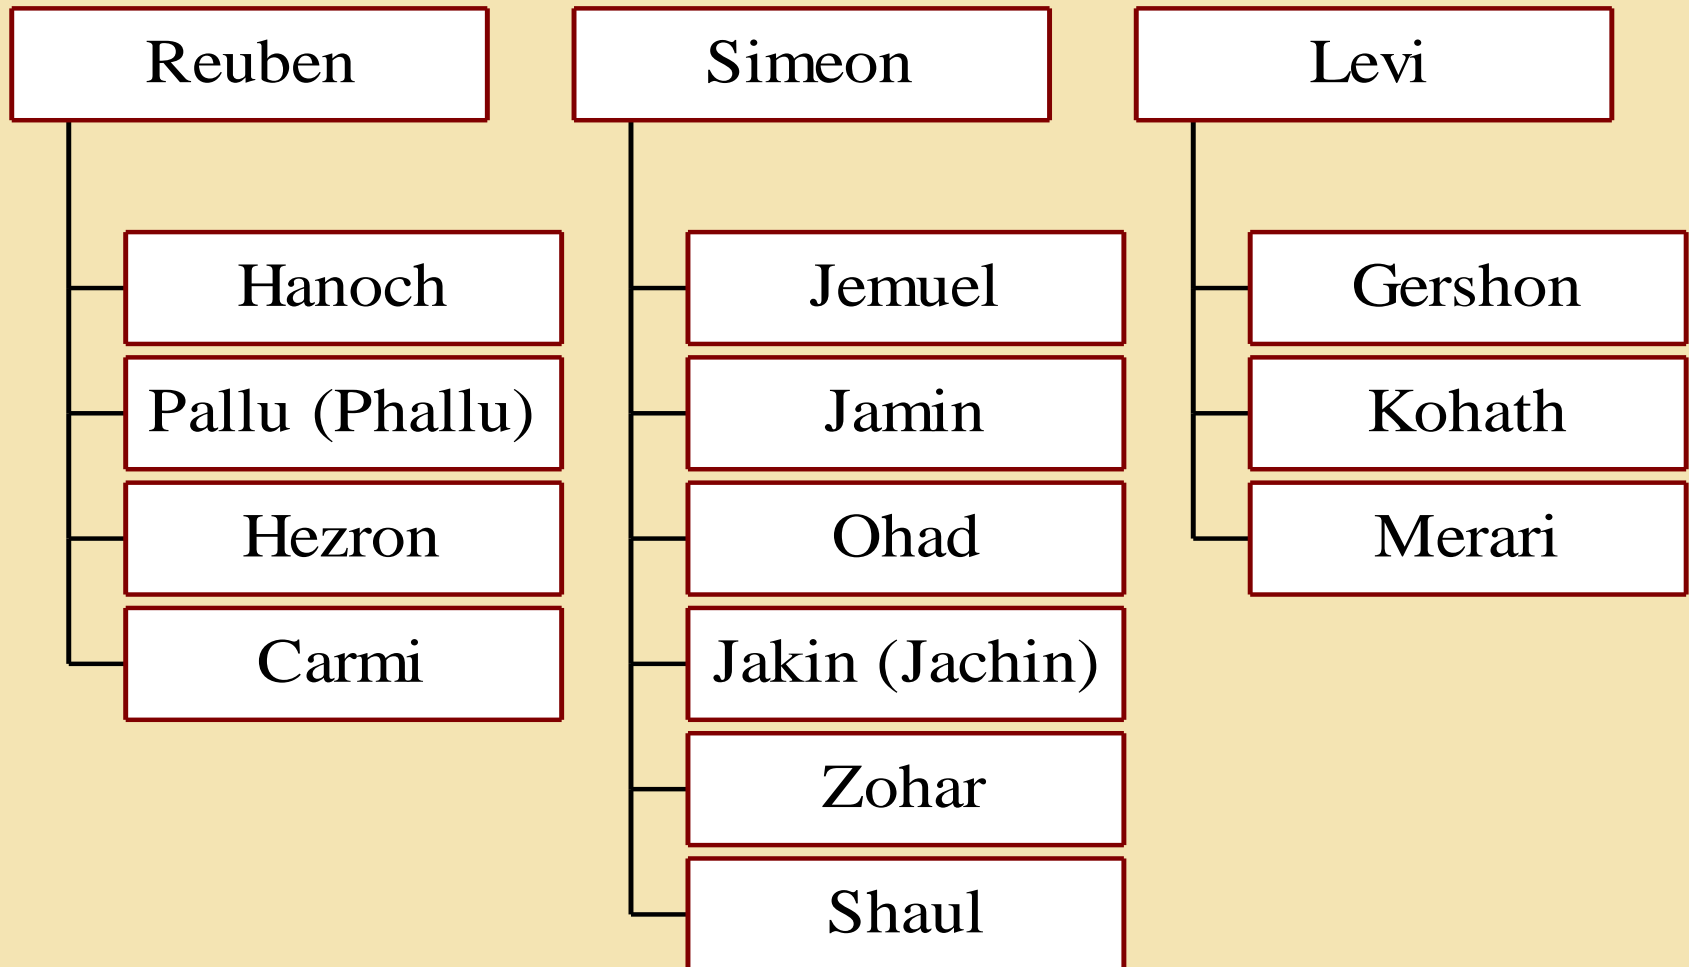 Reuben
Hanoch
Pallu (Phallu)
Hezron
Carmi
Simeon
Jemuel
Jamin
Ohad
Jakin (Jachin)
Zohar
Shaul
Levi
Gershon
Kohath
Merari